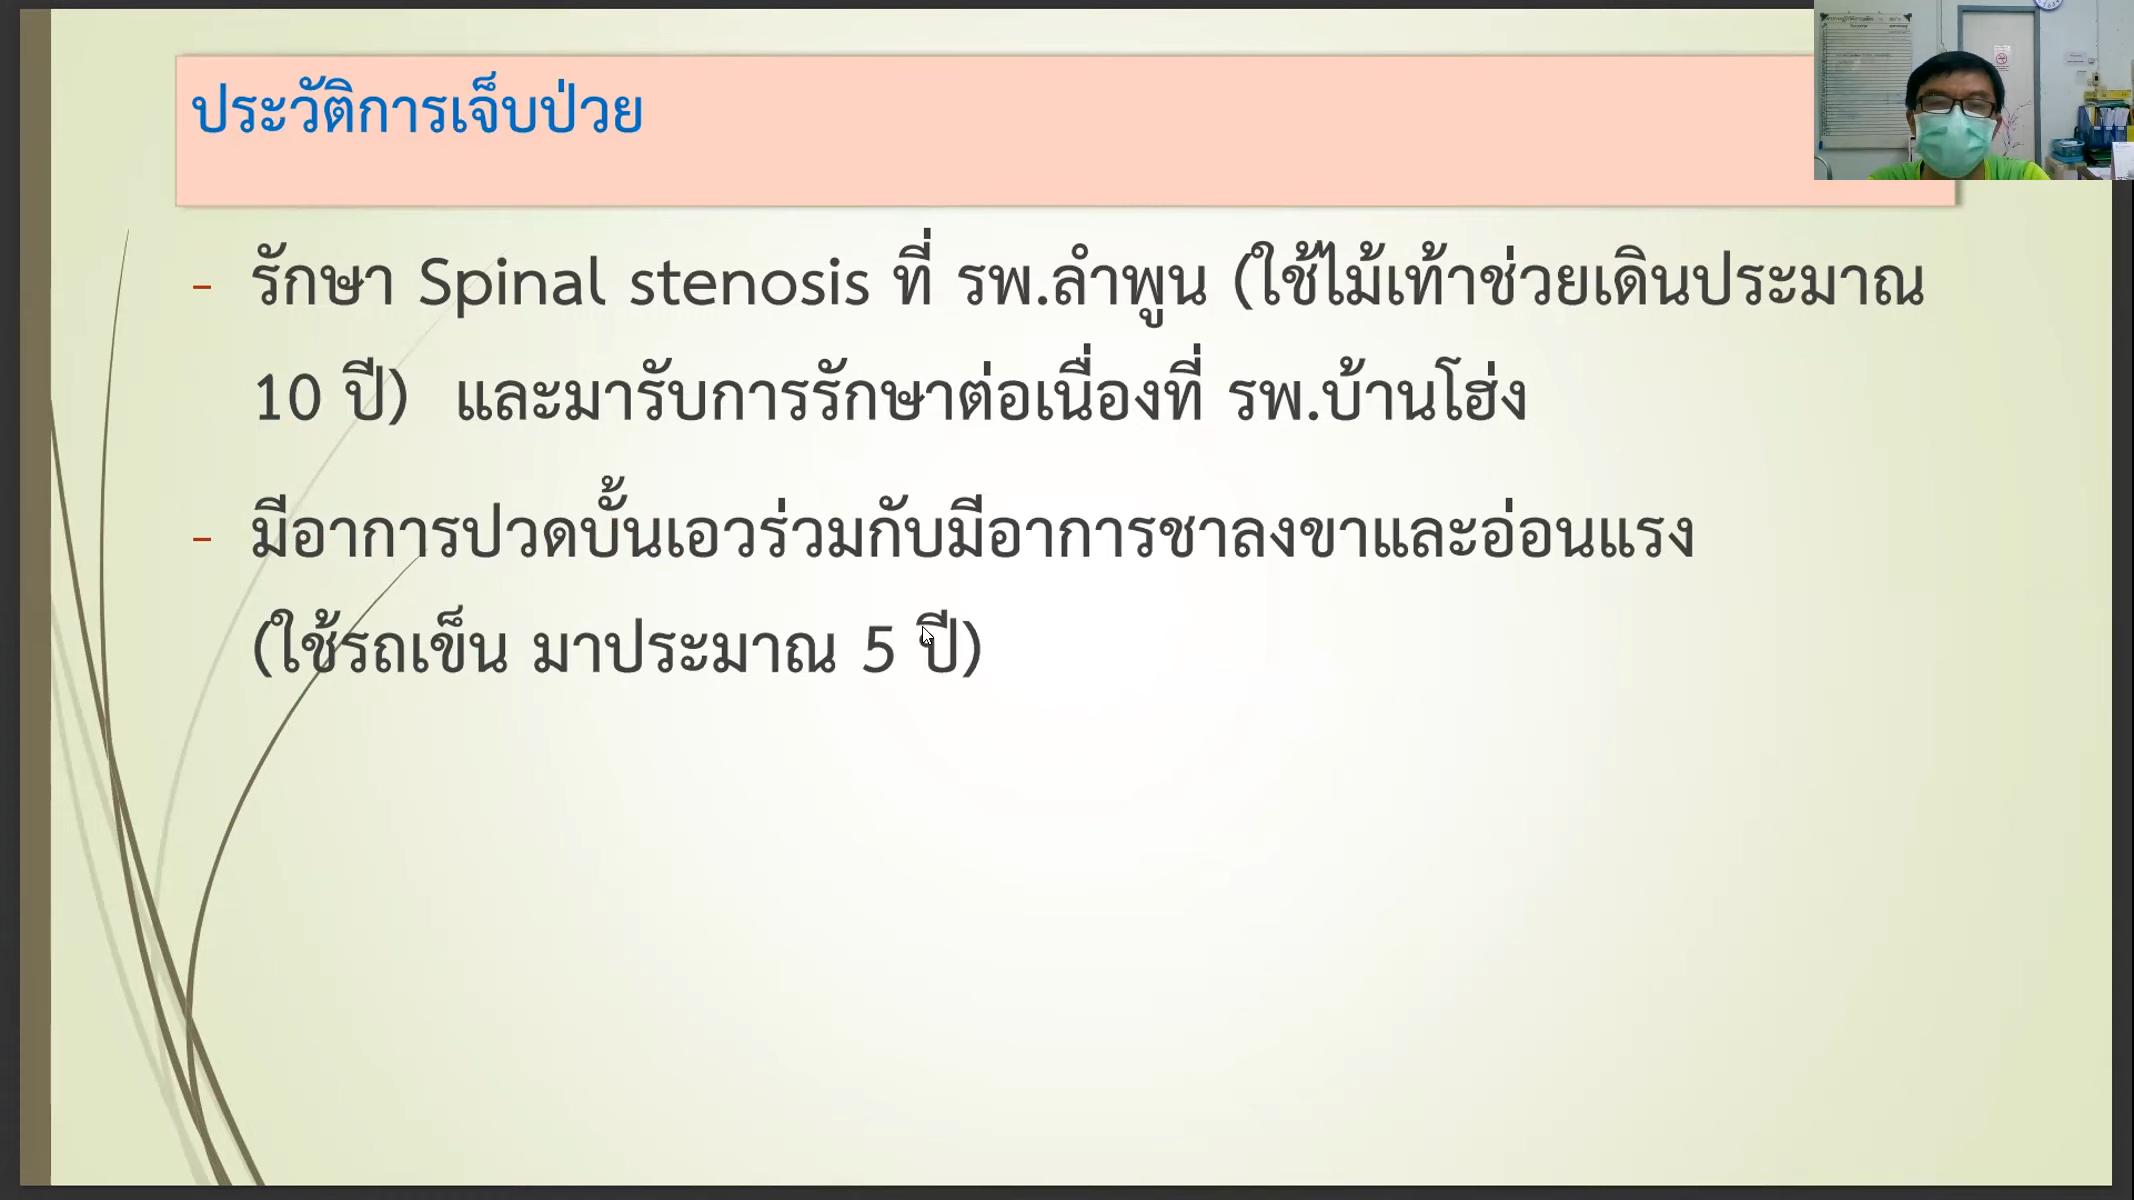 ประวัติการเจ็บป่วย
- รักษา Spinal stenosis ที่ รพ.ลำพูน (ใช้ไม้เท้าช่วยเดินประมาณ
10 ปี) และมารับการรักษาต่อเนื่องที่ รพ.บ้านโฮ่ง
- มีอาการปวดบั้นเอวร่วมกับมีอาการชาลงขาและอ่อนแรง
(ใช้รถเข็น มาประมาณ 5 ปี)